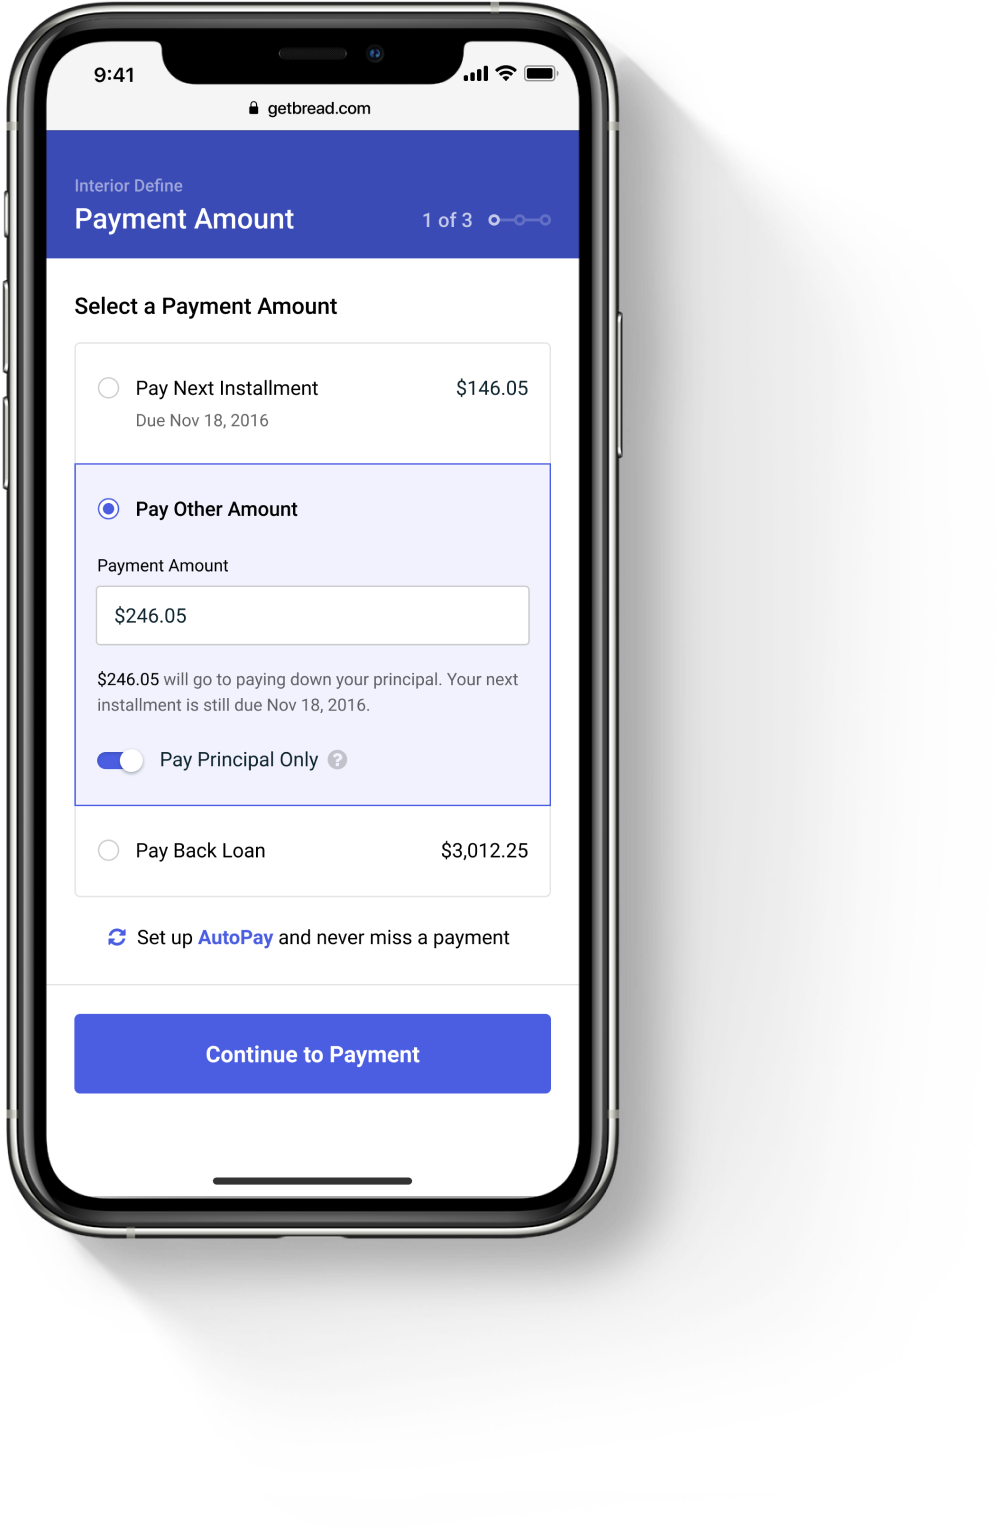 9:41
getbread.com
Interior Define
Payment Amount
1 of 3
Select a Payment Amount
Pay Next Installment
$146.05
Due Nov 18, 2016
Pay Other Amount
Payment Amount
$246.05
$246.05 will go to paying down your principal. Your next
installment is still due Nov 18, 2016.
Pay Principal Only ?
Pay Back Loan
$3,012.25
Set up AutoPay and never miss a payment
Continue to Payment